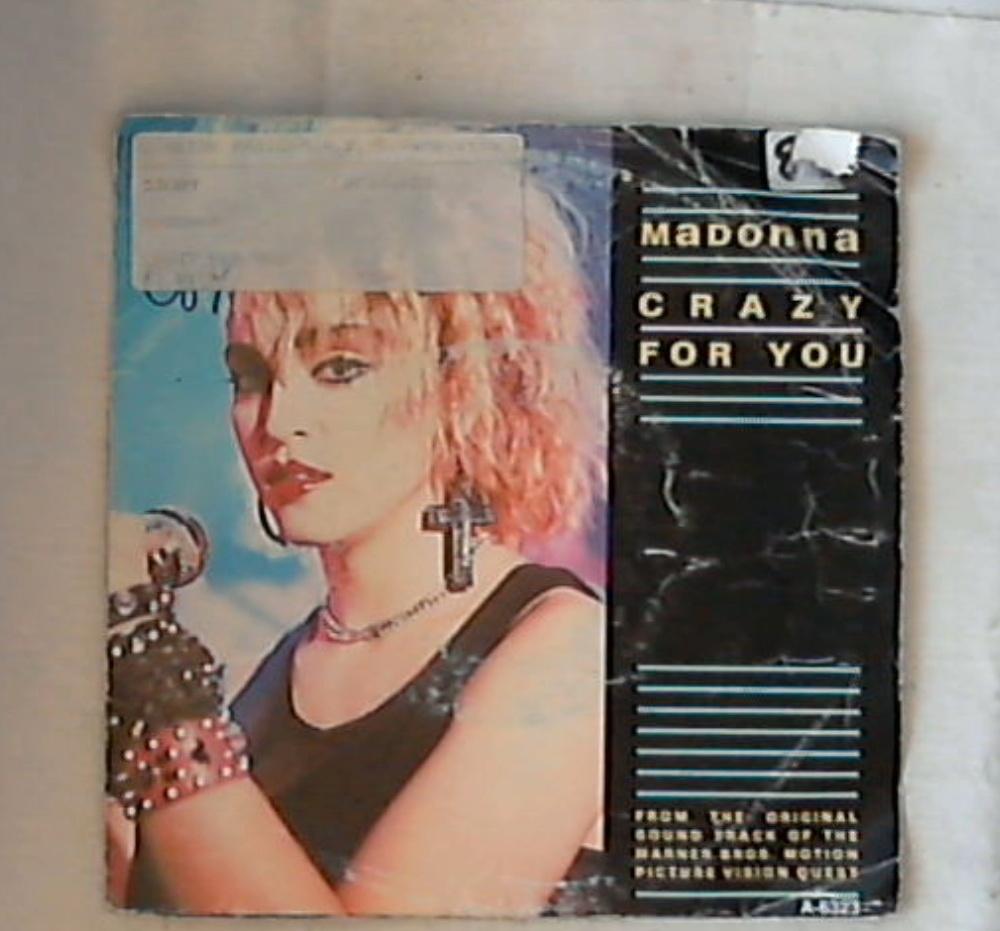 MaDonna
CRAZY
FOR YOU
FROM THE ORIGINAL
SOUND TRACK OF THE
WARNER BROS. MOTION
PICTURE VISION QUEST
A-6323